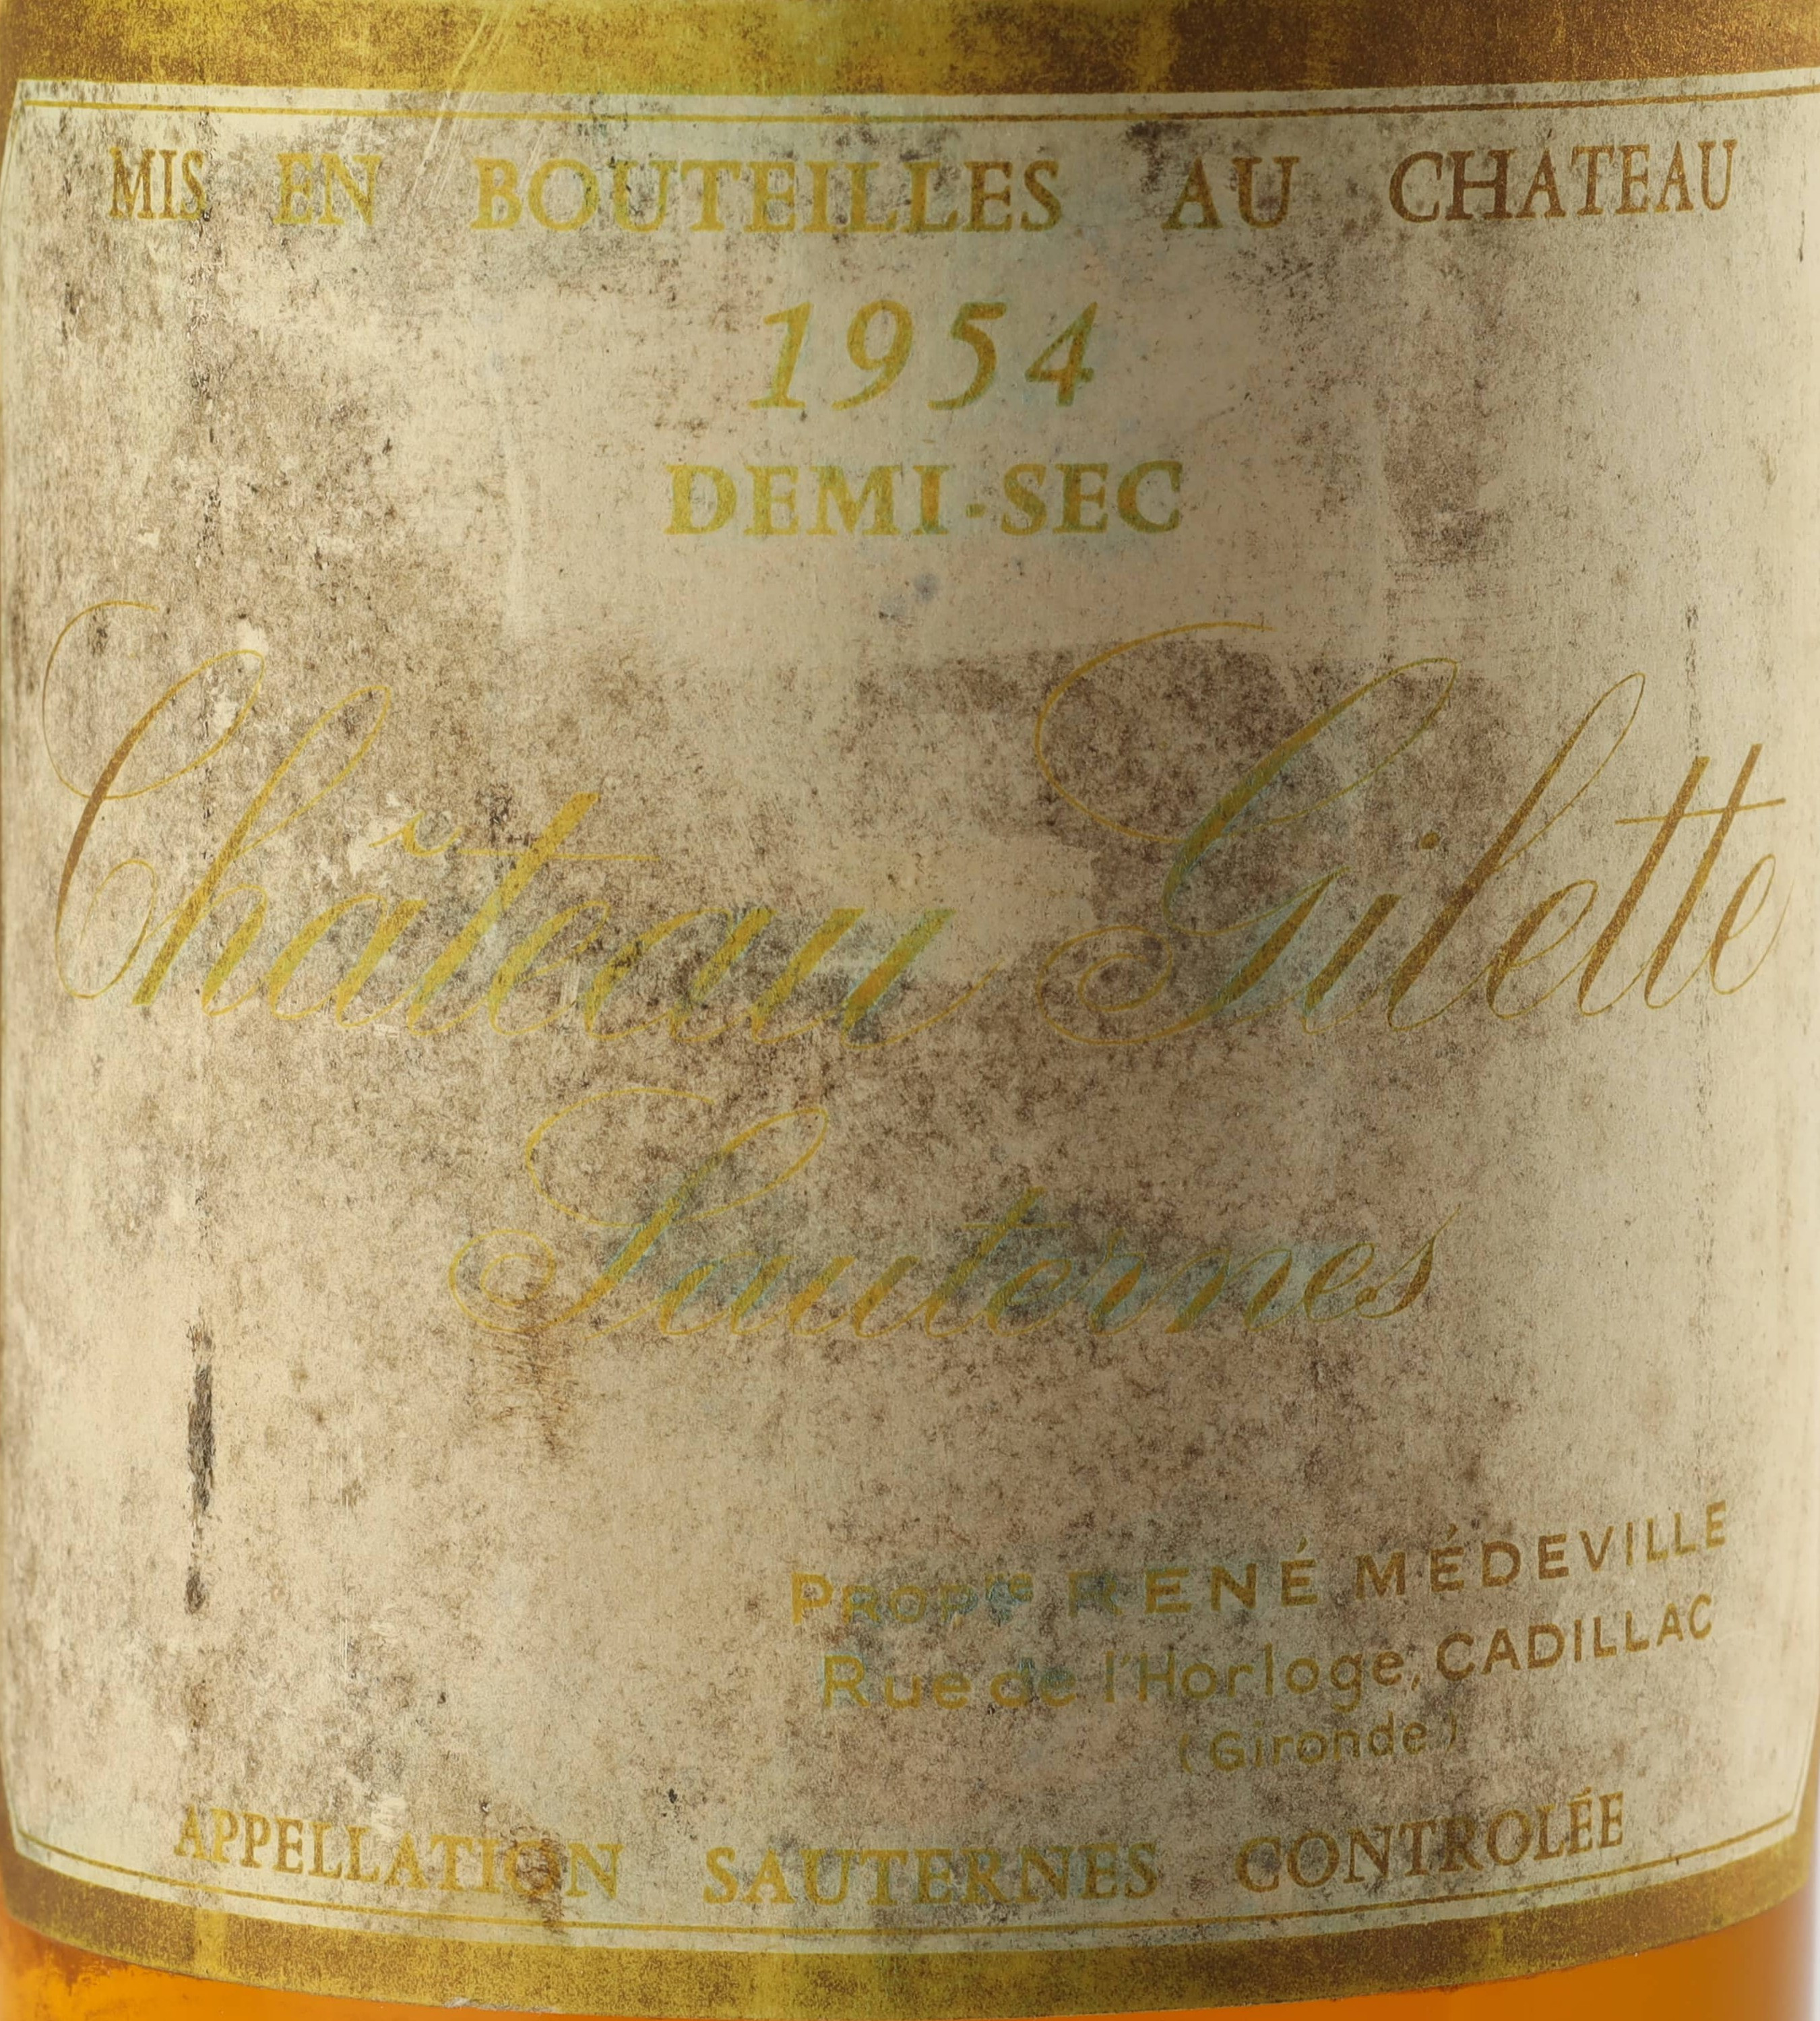 MIS EN BOUTEILLES AU CHÂTEAU
1954
DEMI-SEC
Château Gilette
Sauternes
PROPRE RENÉ MÉDEVILLE
Rue de l'Horloge, CADILLAC
(Gironde)
APPELLATION SAUTERNES CONTROLÉE